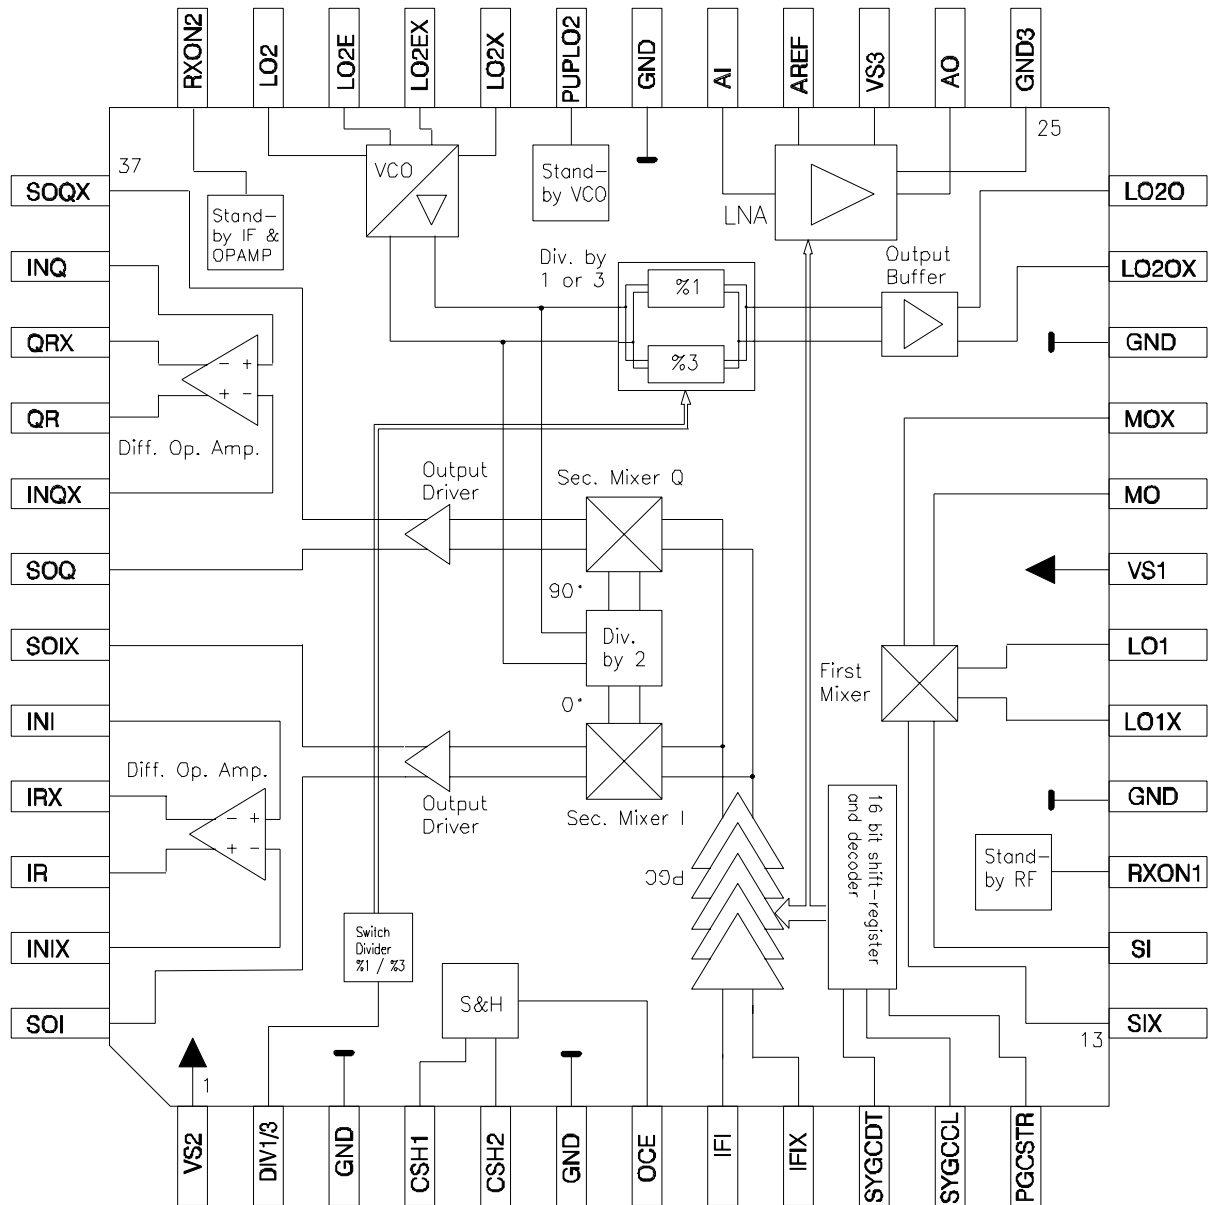 RXON2
LO2
LO2E
LO2EX
LO2X
PUPLO2
GND
AI
AREF
VS3
AO
GND3
37
25
SOQX
INQ
QRX
QR
INQX
SOQ
SOIX
INI
IRX
IR
INIX
SOI
LO2O
LO2OX
GND
MOX
MO
VS1
LO1
LO1X
GND
RXON1
SI
SIX
Stand-
by IF &
OPAMP
VCO
Stand-
by VCO
LNA
Div. by
1 or 3
%1
%3
Output
Buffer
- +
+ -
Diff. Op. Amp.
Output
Driver
Sec. Mixer Q
90°
Div.
by 2
0°
First
Mixer
Diff. Op. Amp.
- +
+ -
Output
Driver
Sec. Mixer I
PGC
16 bit shift-register
and decoder
Stand-
by RF
Switch
Divider
%1 / %3
S&H
13
1
VS2
DIV1/3
GND
CSH1
CSH2
GND
OCE
IFI
IFIX
SYGCDT
SYGCCL
PGCSTR